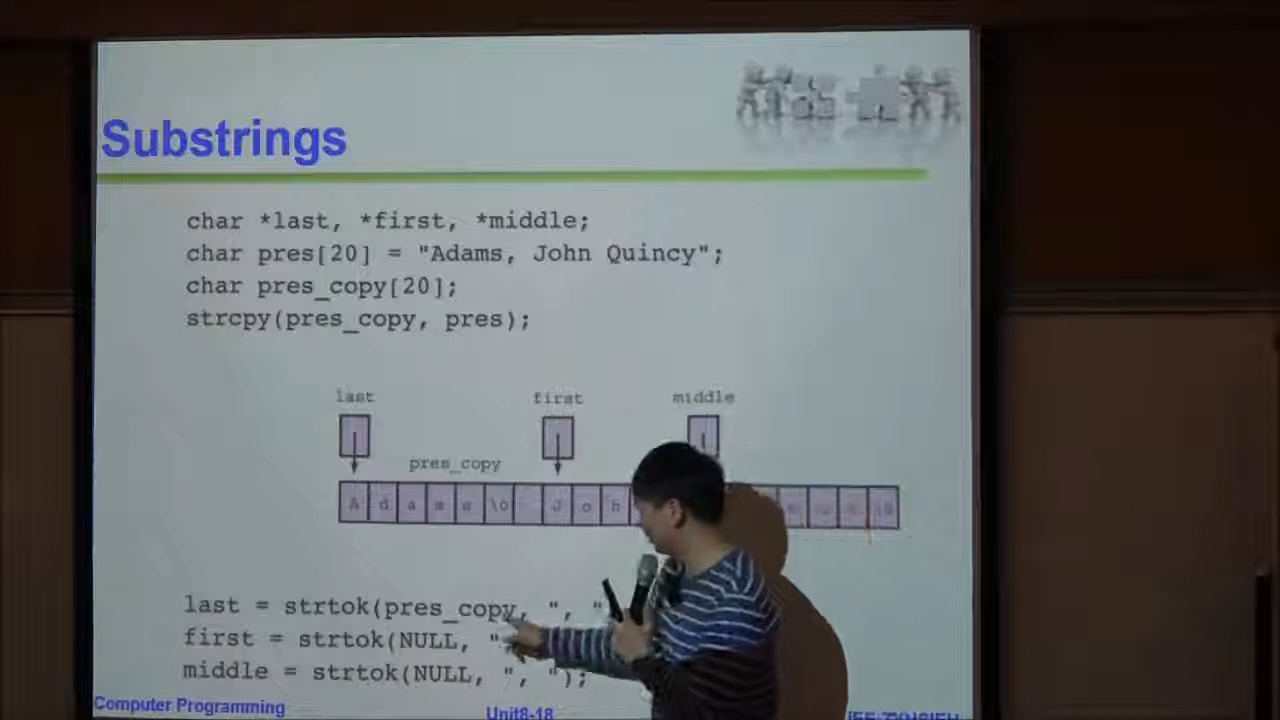 Substrings
char *last, *first, *middle;
char pres[20] = "Adams, John Quincy";
char pres_copy[20];
strcpy(pres_copy, pres);
last first middle
pres_copy
A d a m s \0 J o h
last = strtok(pres_copy, ", "
first = strtok(NULL, "
middle = strtok(NULL, ", ");
Computer Programming Unit8-18